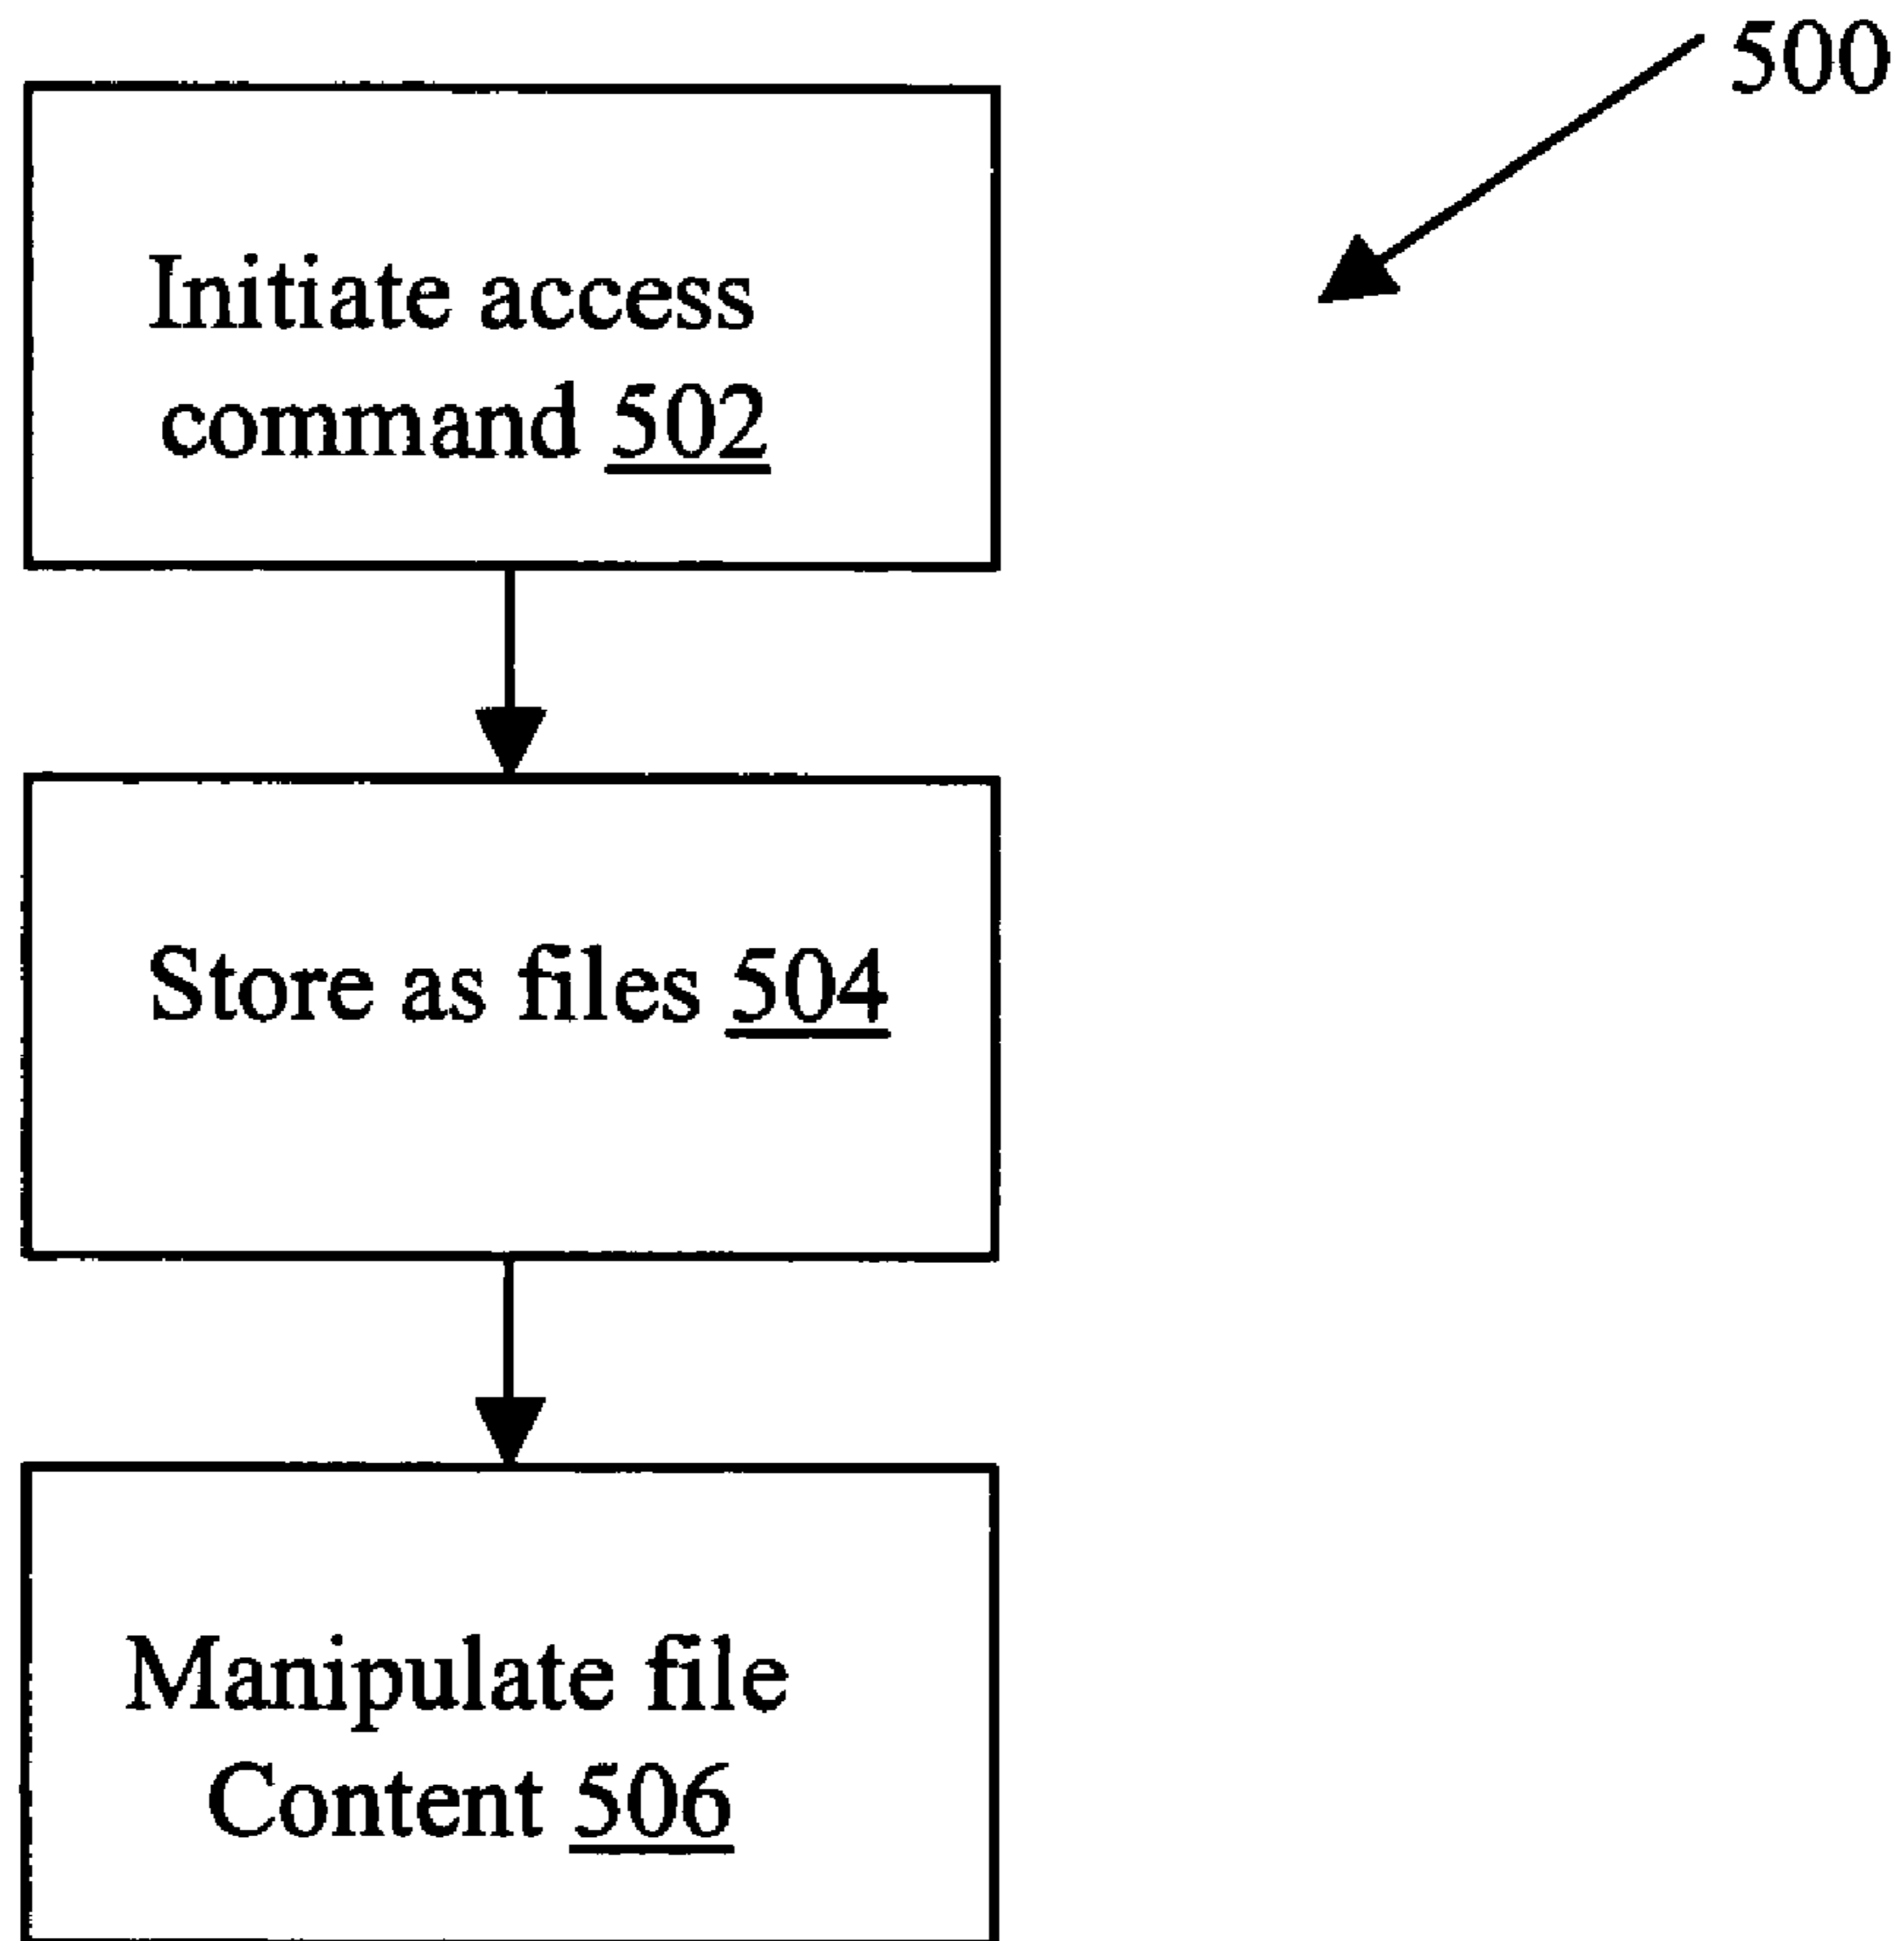 500
Initiate access
command 502
Store as files 504
Manipulate file
Content 506